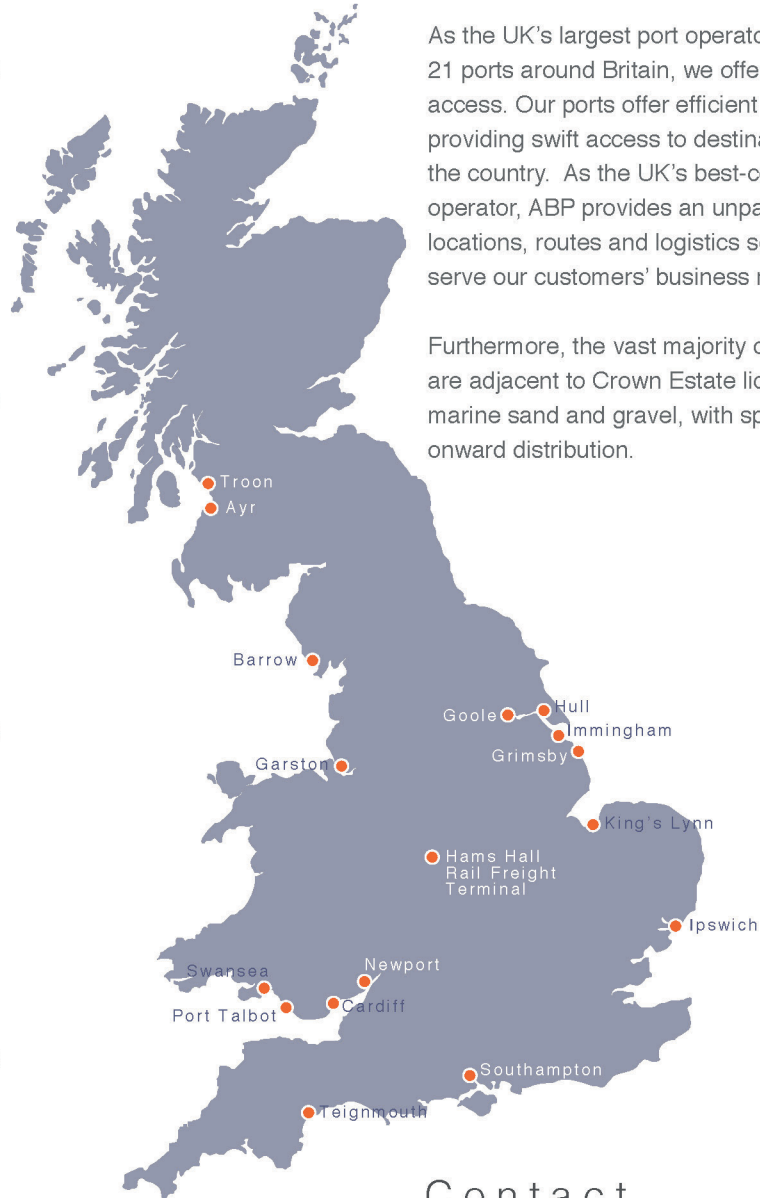 As the UK's largest port operato
21 ports around Britain, we offe
access. Our ports offer efficient
providing swift access to destina
the country. As the UK's best-co
operator, ABP provides an unpa
locations, routes and logistics se
serve our customers' business n
Furthermore, the vast majority o
are adjacent to Crown Estate lic
marine sand and gravel, with sp
onward distribution.
Troon
Ayr
Barrow
Goole
Hull
Immingham
Grimsby
Garston
King's Lynn
Hams Hall
Rail Freight
Terminal
Ipswich
Newport
Swansea
Cardiff
Port Talbot
Southampton
Teignmouth
Contact